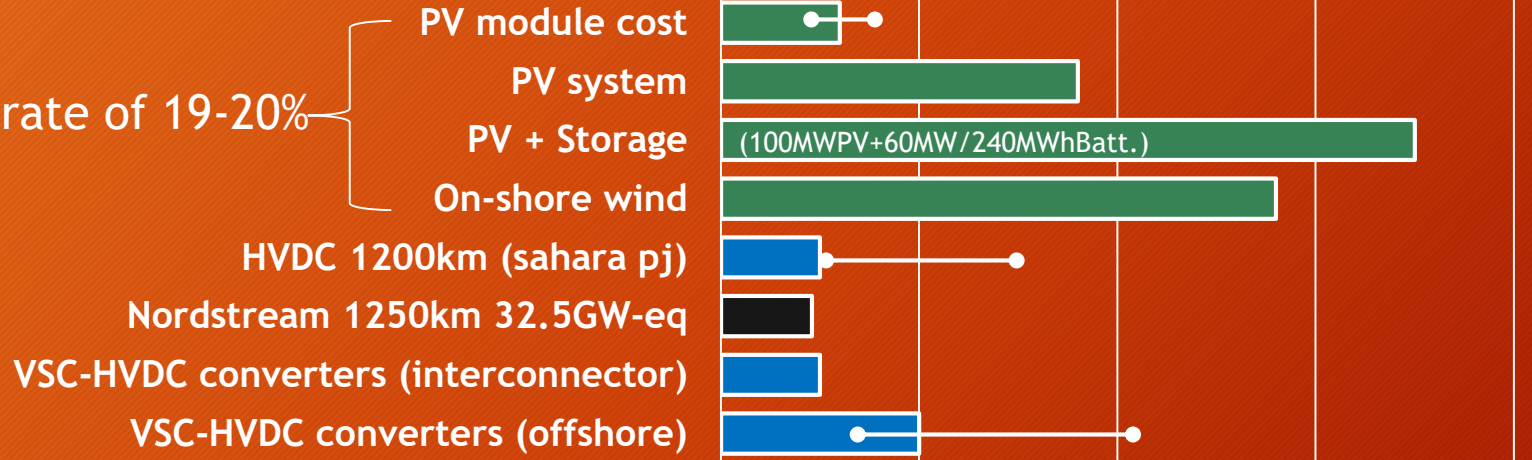 PV module cost
PV system
rate of 19-20%
PV + Storage
(100MWPV+60MW/240MWhBatt.)
On-shore wind
HVDC 1200km (sahara pj)
Nordstream 1250km 32.5GW-eq
VSC-HVDC converters (interconnector)
VSC-HVDC converters (offshore)